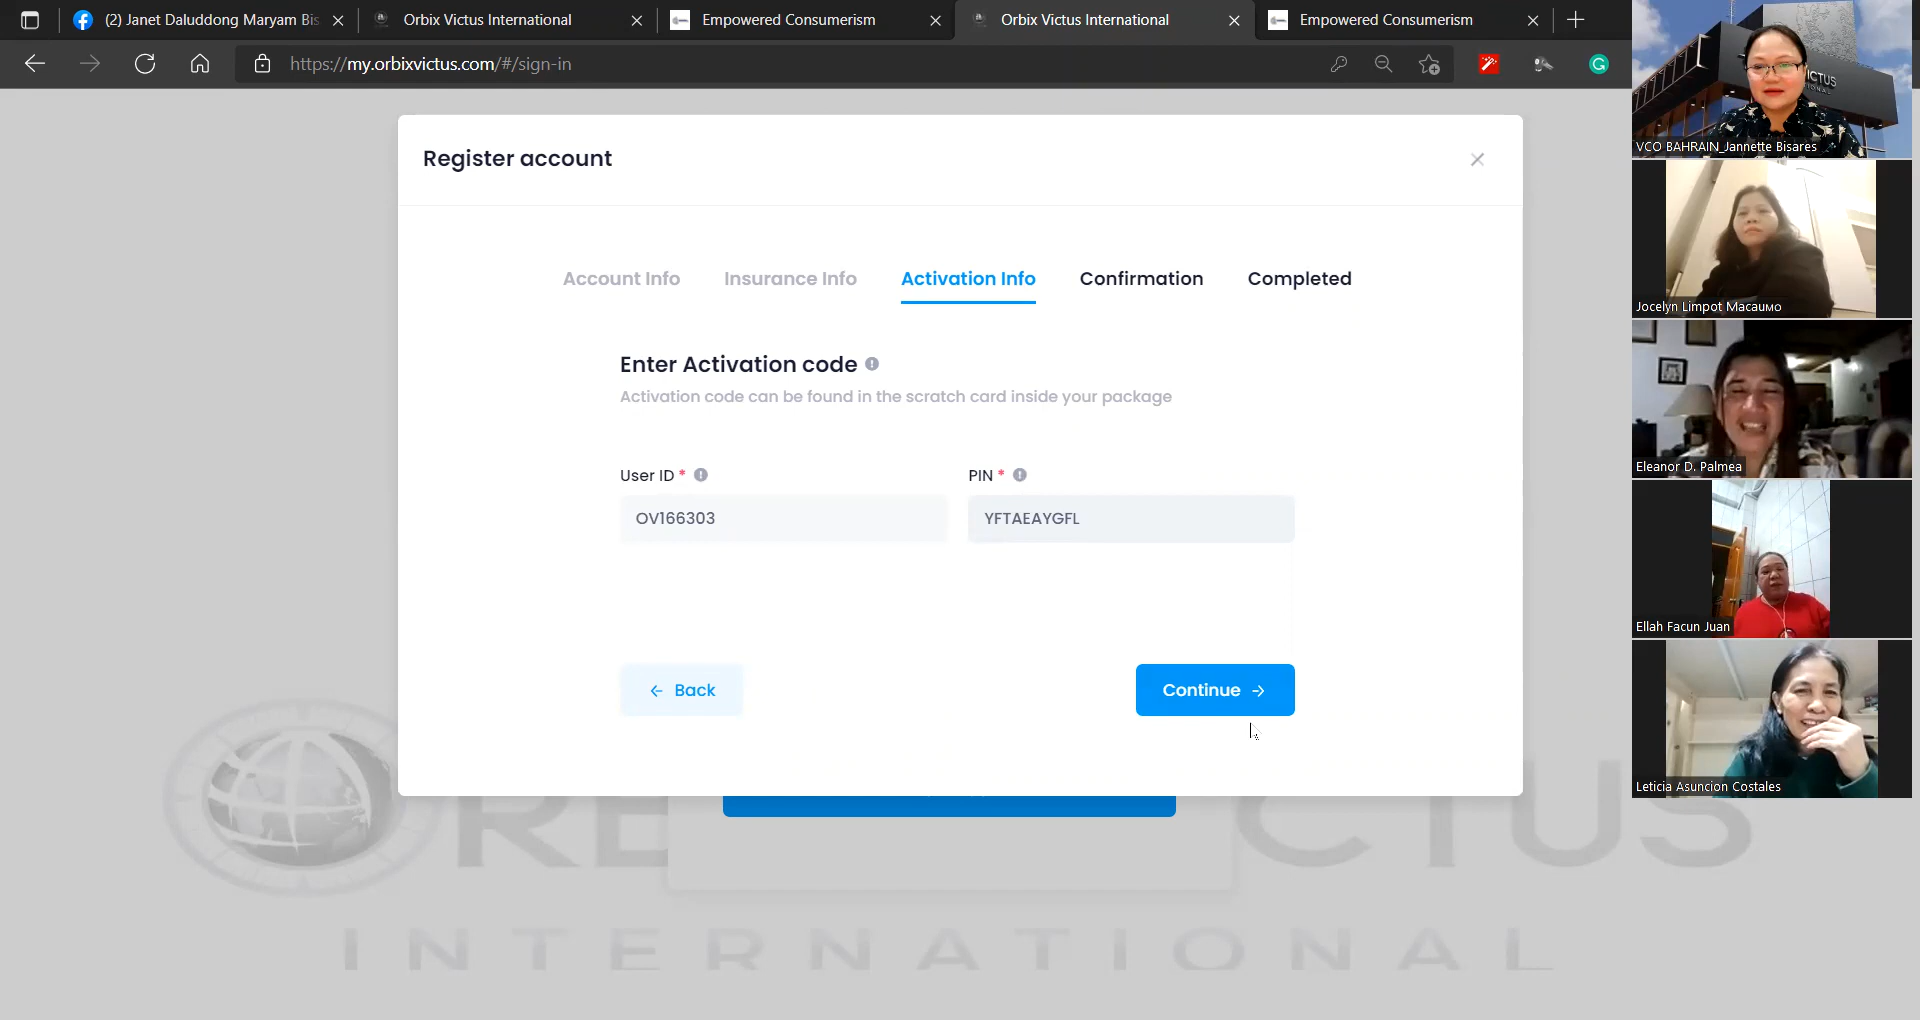 (2) Janet Daluddong Maryam Bis
Orbix Victus International
Empowered Consumerism
Orbix Victus International
Empowered Consumerism
https://my.orbixvictus.com/#/sign-in
Register account
Account Info
Insurance Info
Activation Info
Confirmation
Completed
Enter Activation code
Activation code can be found in the scratch card inside your package
User ID *
PIN *
OV166303
YFTAEAYGFL
Back
Continue
INTERNATIONAL
VCO BAHRAIN_Jannette Bisares
Jocelyn Limpot Macaumo
Eleanor D. Palmea
Ellah Facun Juan
Leticia Asuncion Costales